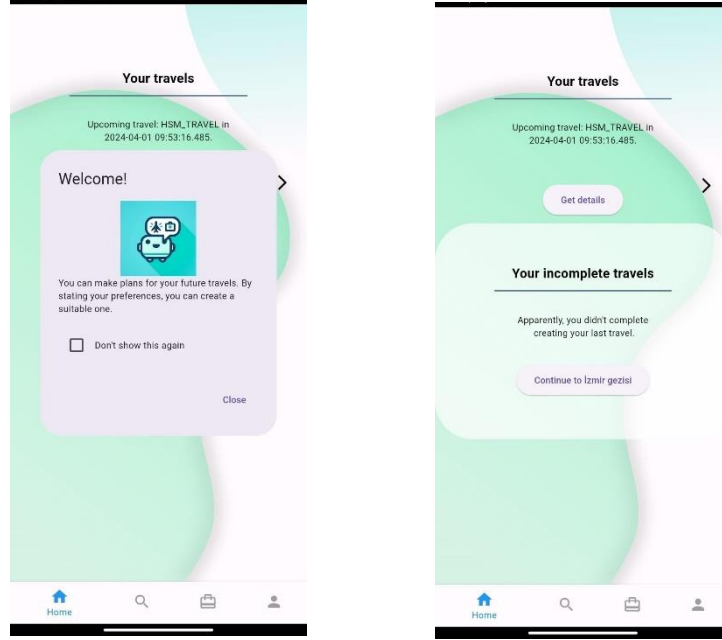 Your travels
Upcoming travel: HSM_TRAVEL in
2024-04-01 09:53:16.485.
Welcome!
You can make plans for your future travels. By
stating your preferences, you can create a
suitable one.
Don't show this again
Close
Home
Your travels
Upcoming travel: HSM_TRAVEL in
2024-04-01 09:53:16.485.
Get details
Your incomplete travels
Apparently, you didn't complete
creating your last travel.
Continue to İzmir gezisi
Home